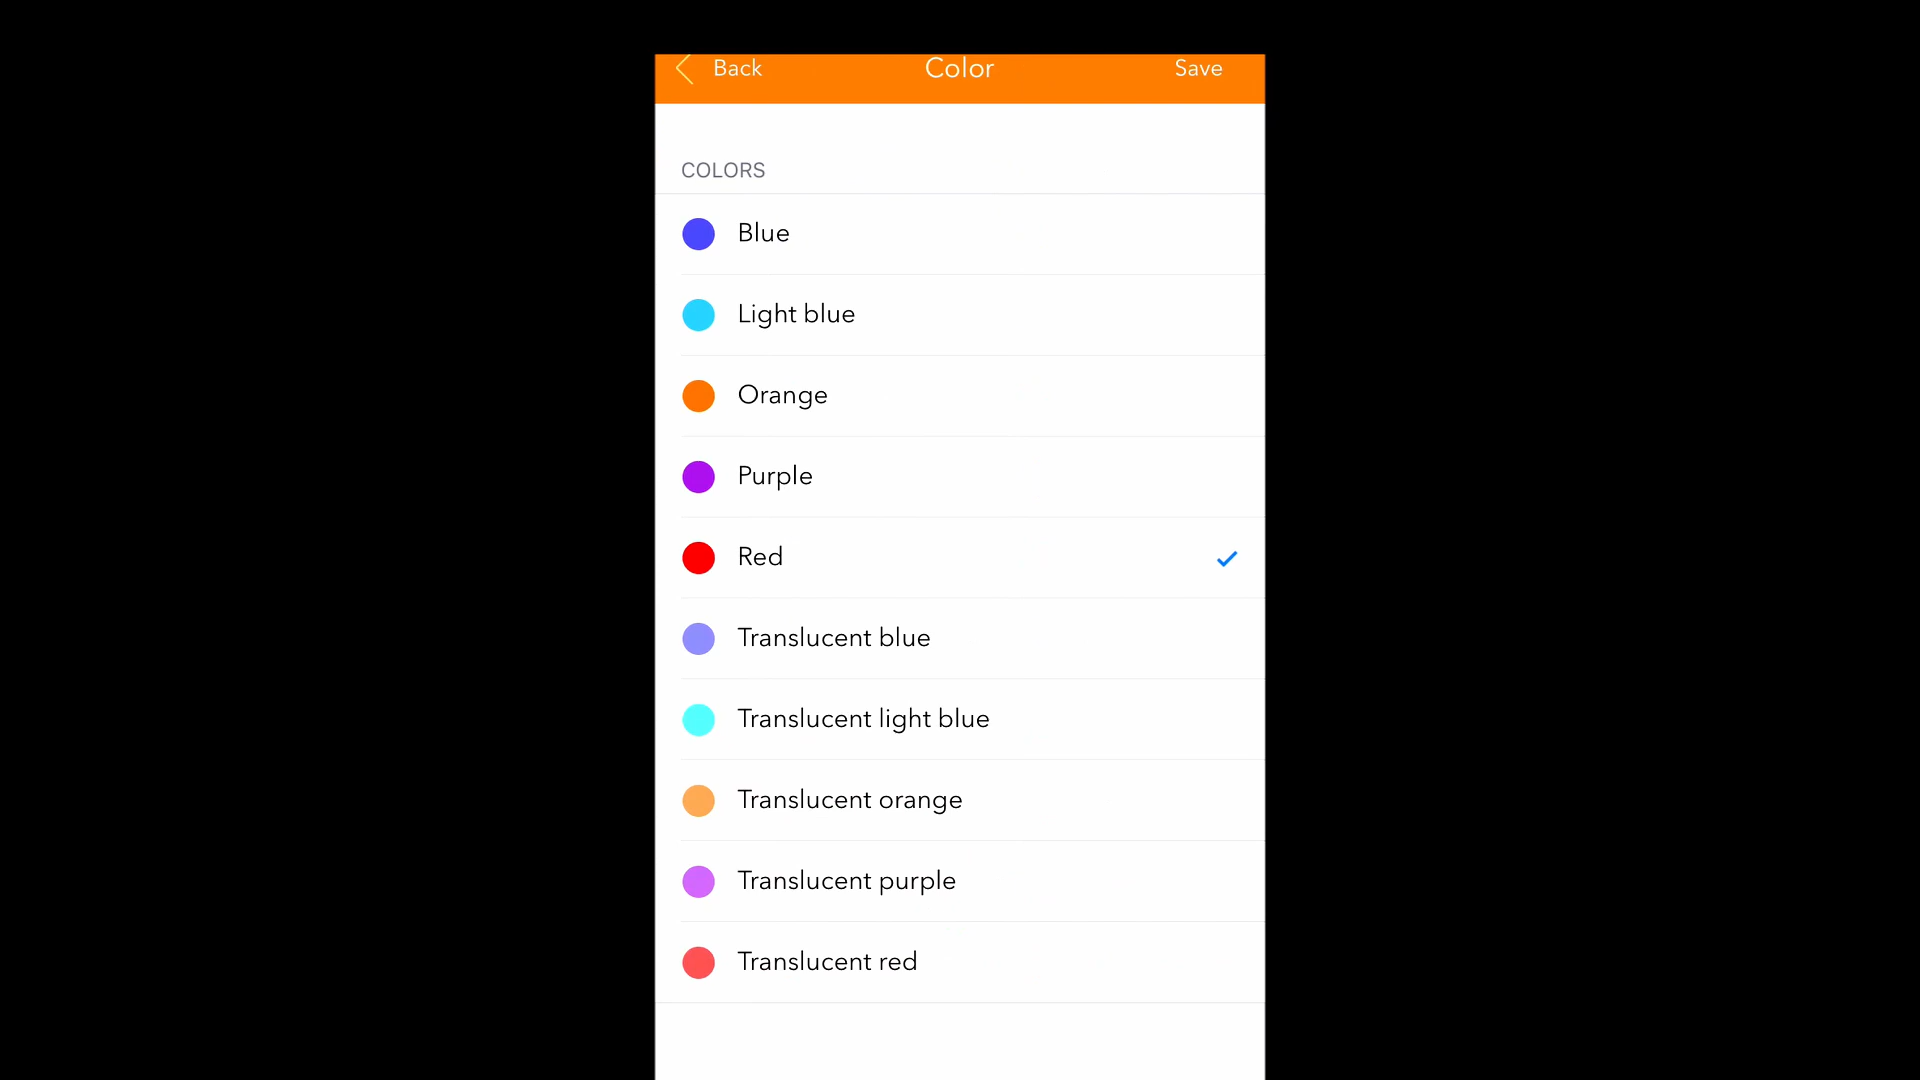 Back
Color
Save
COLORS
Blue
Light blue
Orange
Purple
Red
Translucent blue
Translucent light blue
Translucent orange
Translucent purple
Translucent red